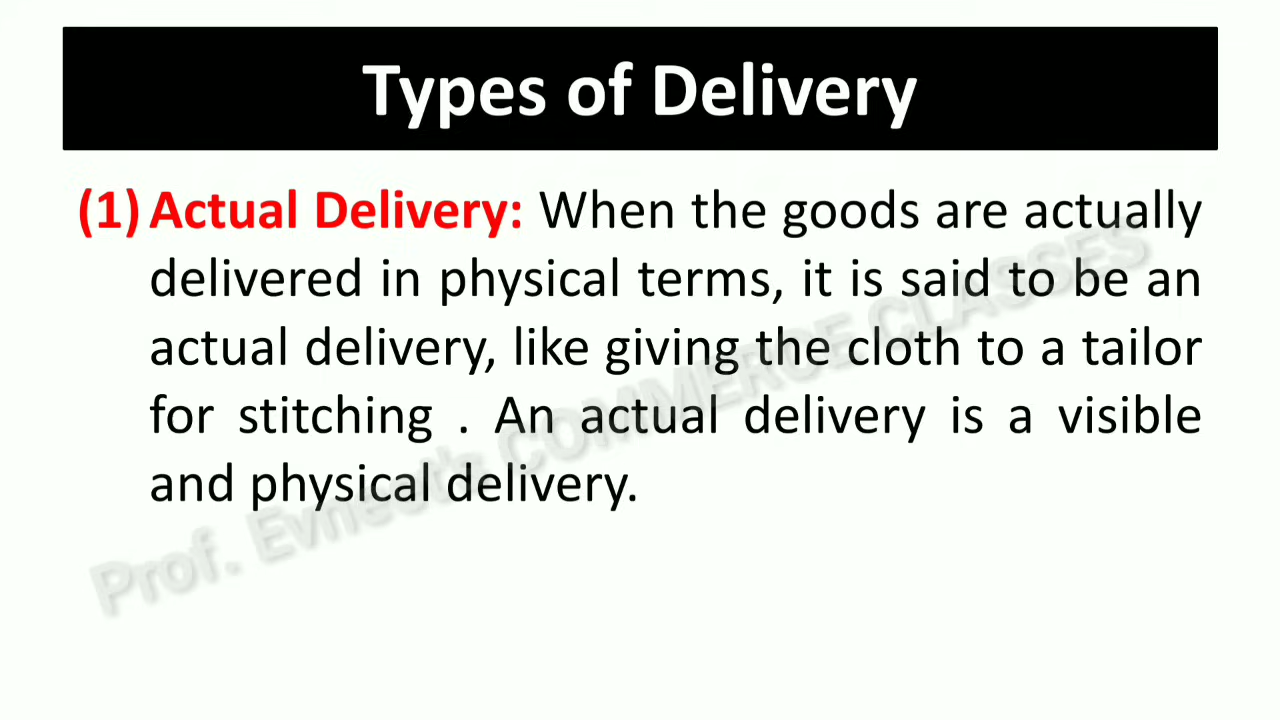 Types of Delivery
(1) Actual Delivery: When the goods are actually
delivered in physical terms, it is said to be an
actual delivery, like giving the cloth to a tailor
for stitching . An actual delivery is a visible
and physical delivery.
Prof. Evneet's COMMERCE CLASSES